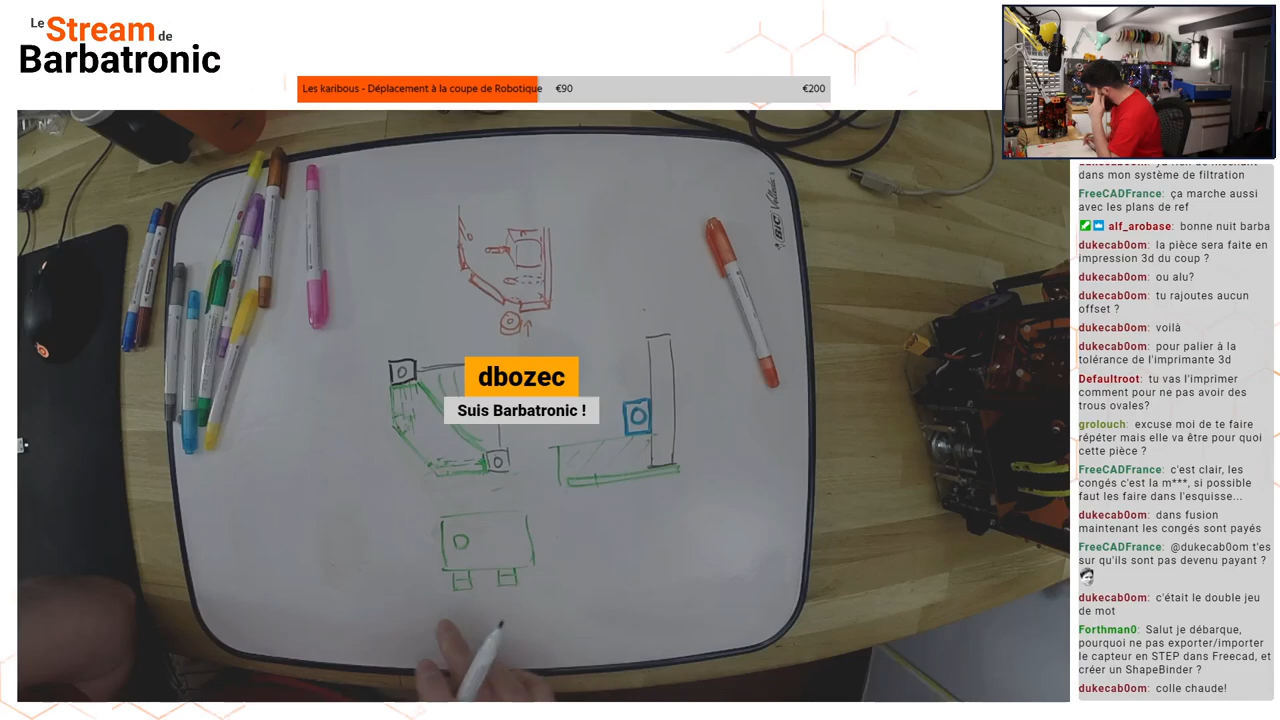 Le Stream de
Barbatronic
Les karibous - Déplacement à la coupe de Robotique €90 €200
BIC Velleda
dbozec
Suis Barbatronic !
dans mon système de filtration
FreeCADFrance: ça marche aussi
avec les plans de ref
alf_arobase: bonne nuit barba
dukecab0om: la pièce sera faite en
impression 3d du coup ?
dukecab0om: ou alu?
dukecab0om: tu rajoutes aucun
offset ?
dukecab0om: voilà
dukecab0om: pour palier à la
tolérance de l'imprimante 3d
Defaultroot: tu vas l'imprimer
comment pour ne pas avoir des
trous ovales?
grolouch: excuse moi de te faire
répéter mais elle va être pour quoi
cette pièce ?
FreeCADFrance: c'est clair, les
congés c'est la m***, si possible
faut les faire dans l'esquisse...
dukecab0om: dans fusion
maintenant les congés sont payés
FreeCADFrance: @dukecab0om t'es
sur qu'ils sont pas devenu payant ?
dukecab0om: c'était le double jeu
de mot
Forthman0: Salut je débarque,
pourquoi ne pas exporter/importer
le capteur en STEP dans Freecad, et
créer un ShapeBinder ?
dukecab0om: colle chaude!